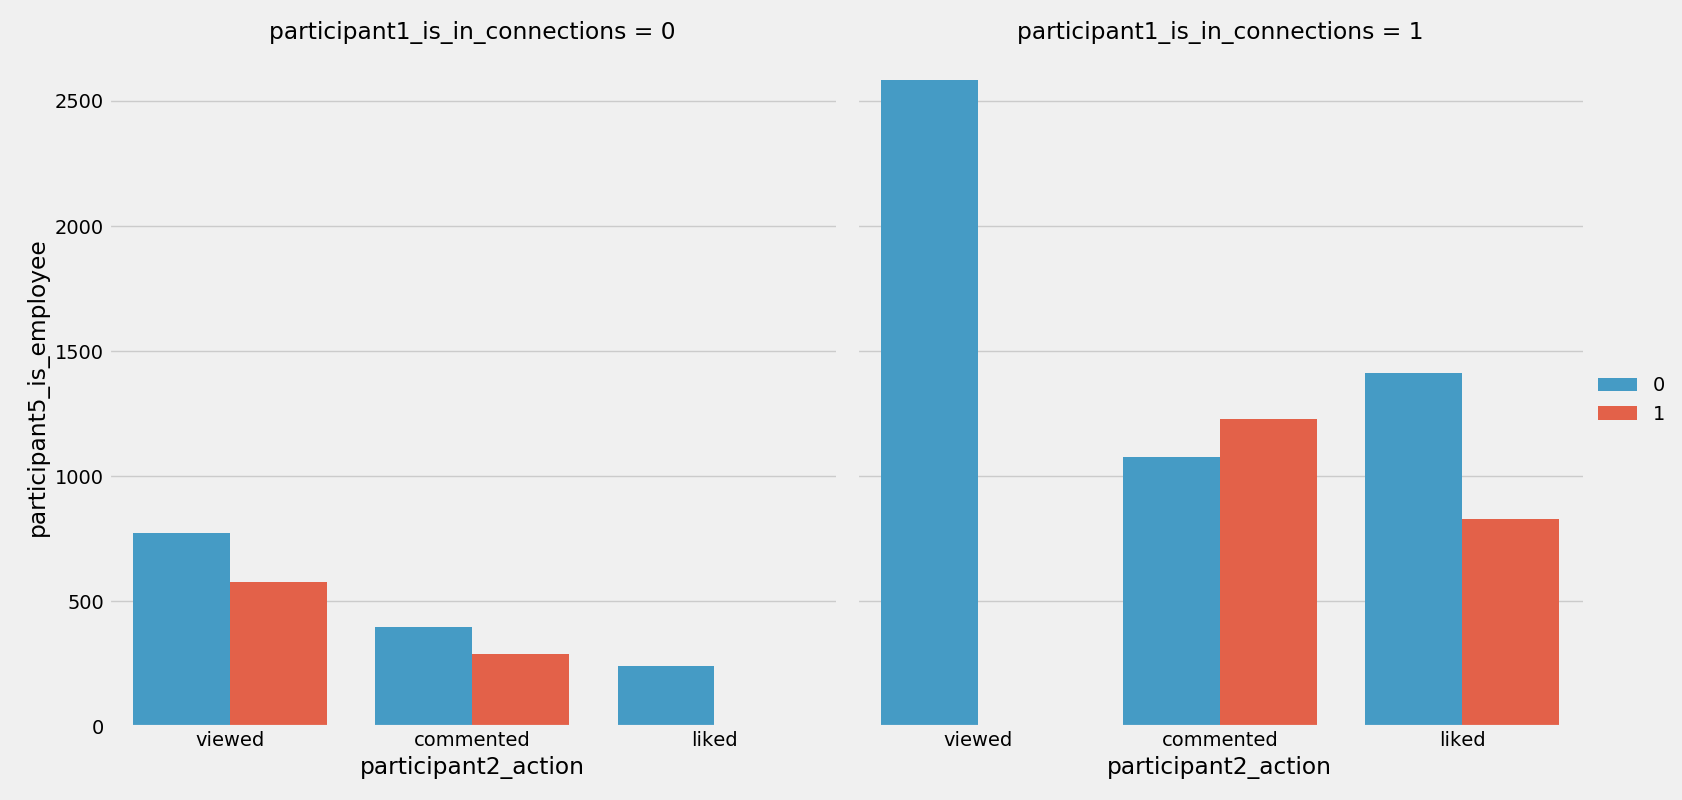 participant1_is_in_connections = 0
participant1_is_in_connections = 1
participant5_is_employee
2500
2000
1500
1000
500
0
viewed
commented
liked
participant2_action
viewed
commented
liked
participant2_action
0
1